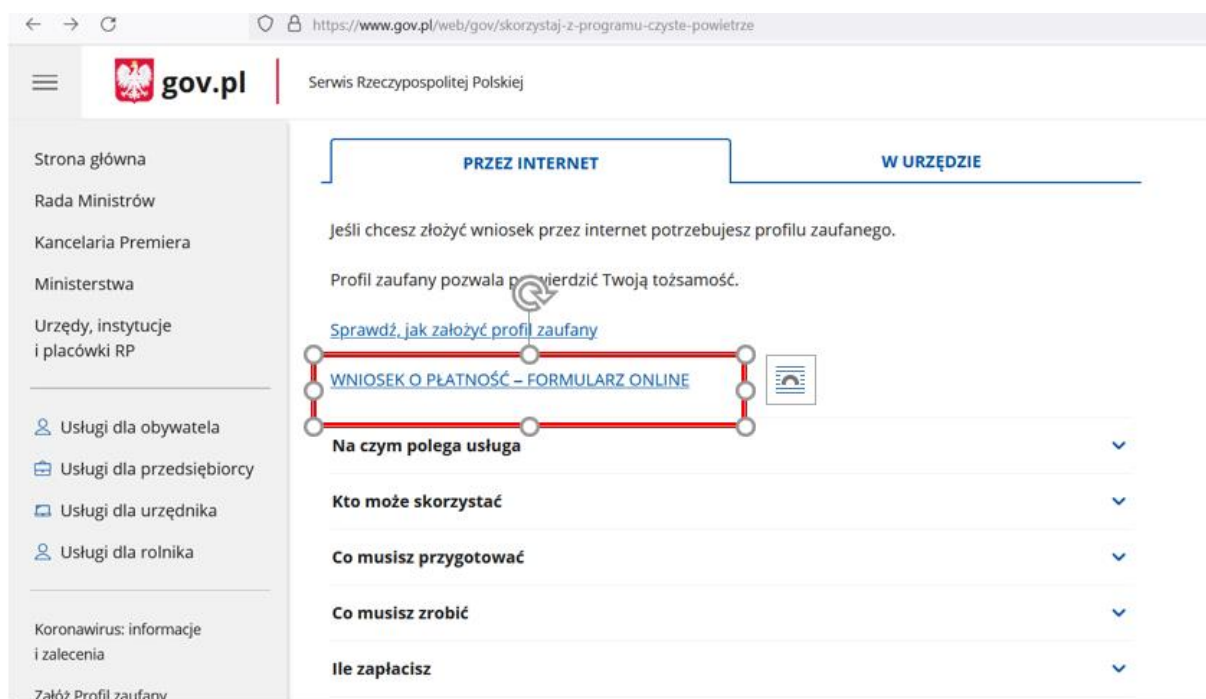 https://www.gov.pl/web/gov/skorzystaj-z-programu-czyste-powietrze
gov.pl
Serwis Rzeczypospolitej Polskiej
Strona główna
Rada Ministrów
Kancelaria Premiera
Ministerstwa
Urzędy, instytucje
i placówki RP
Usługi dla obywatela
Usługi dla przedsiębiorcy
Usługi dla urzędnika
Usługi dla rolnika
Koronawirus: informacje
i zalecenia
Załóż Profil zaufany
PRZEZ INTERNET
W URZĘDZIE
Jeśli chcesz złożyć wniosek przez internet potrzebujesz profilu zaufanego.
Profil zaufany pozwala potwierdzić Twoją tożsamość.
Sprawdź, jak założyć profil zaufany
WNIOSEK O PŁATNOŚĆ – FORMULARZ ONLINE
Na czym polega usługa
Kto może skorzystać
Co musisz przygotować
Co musisz zrobić
Ile zapłacisz